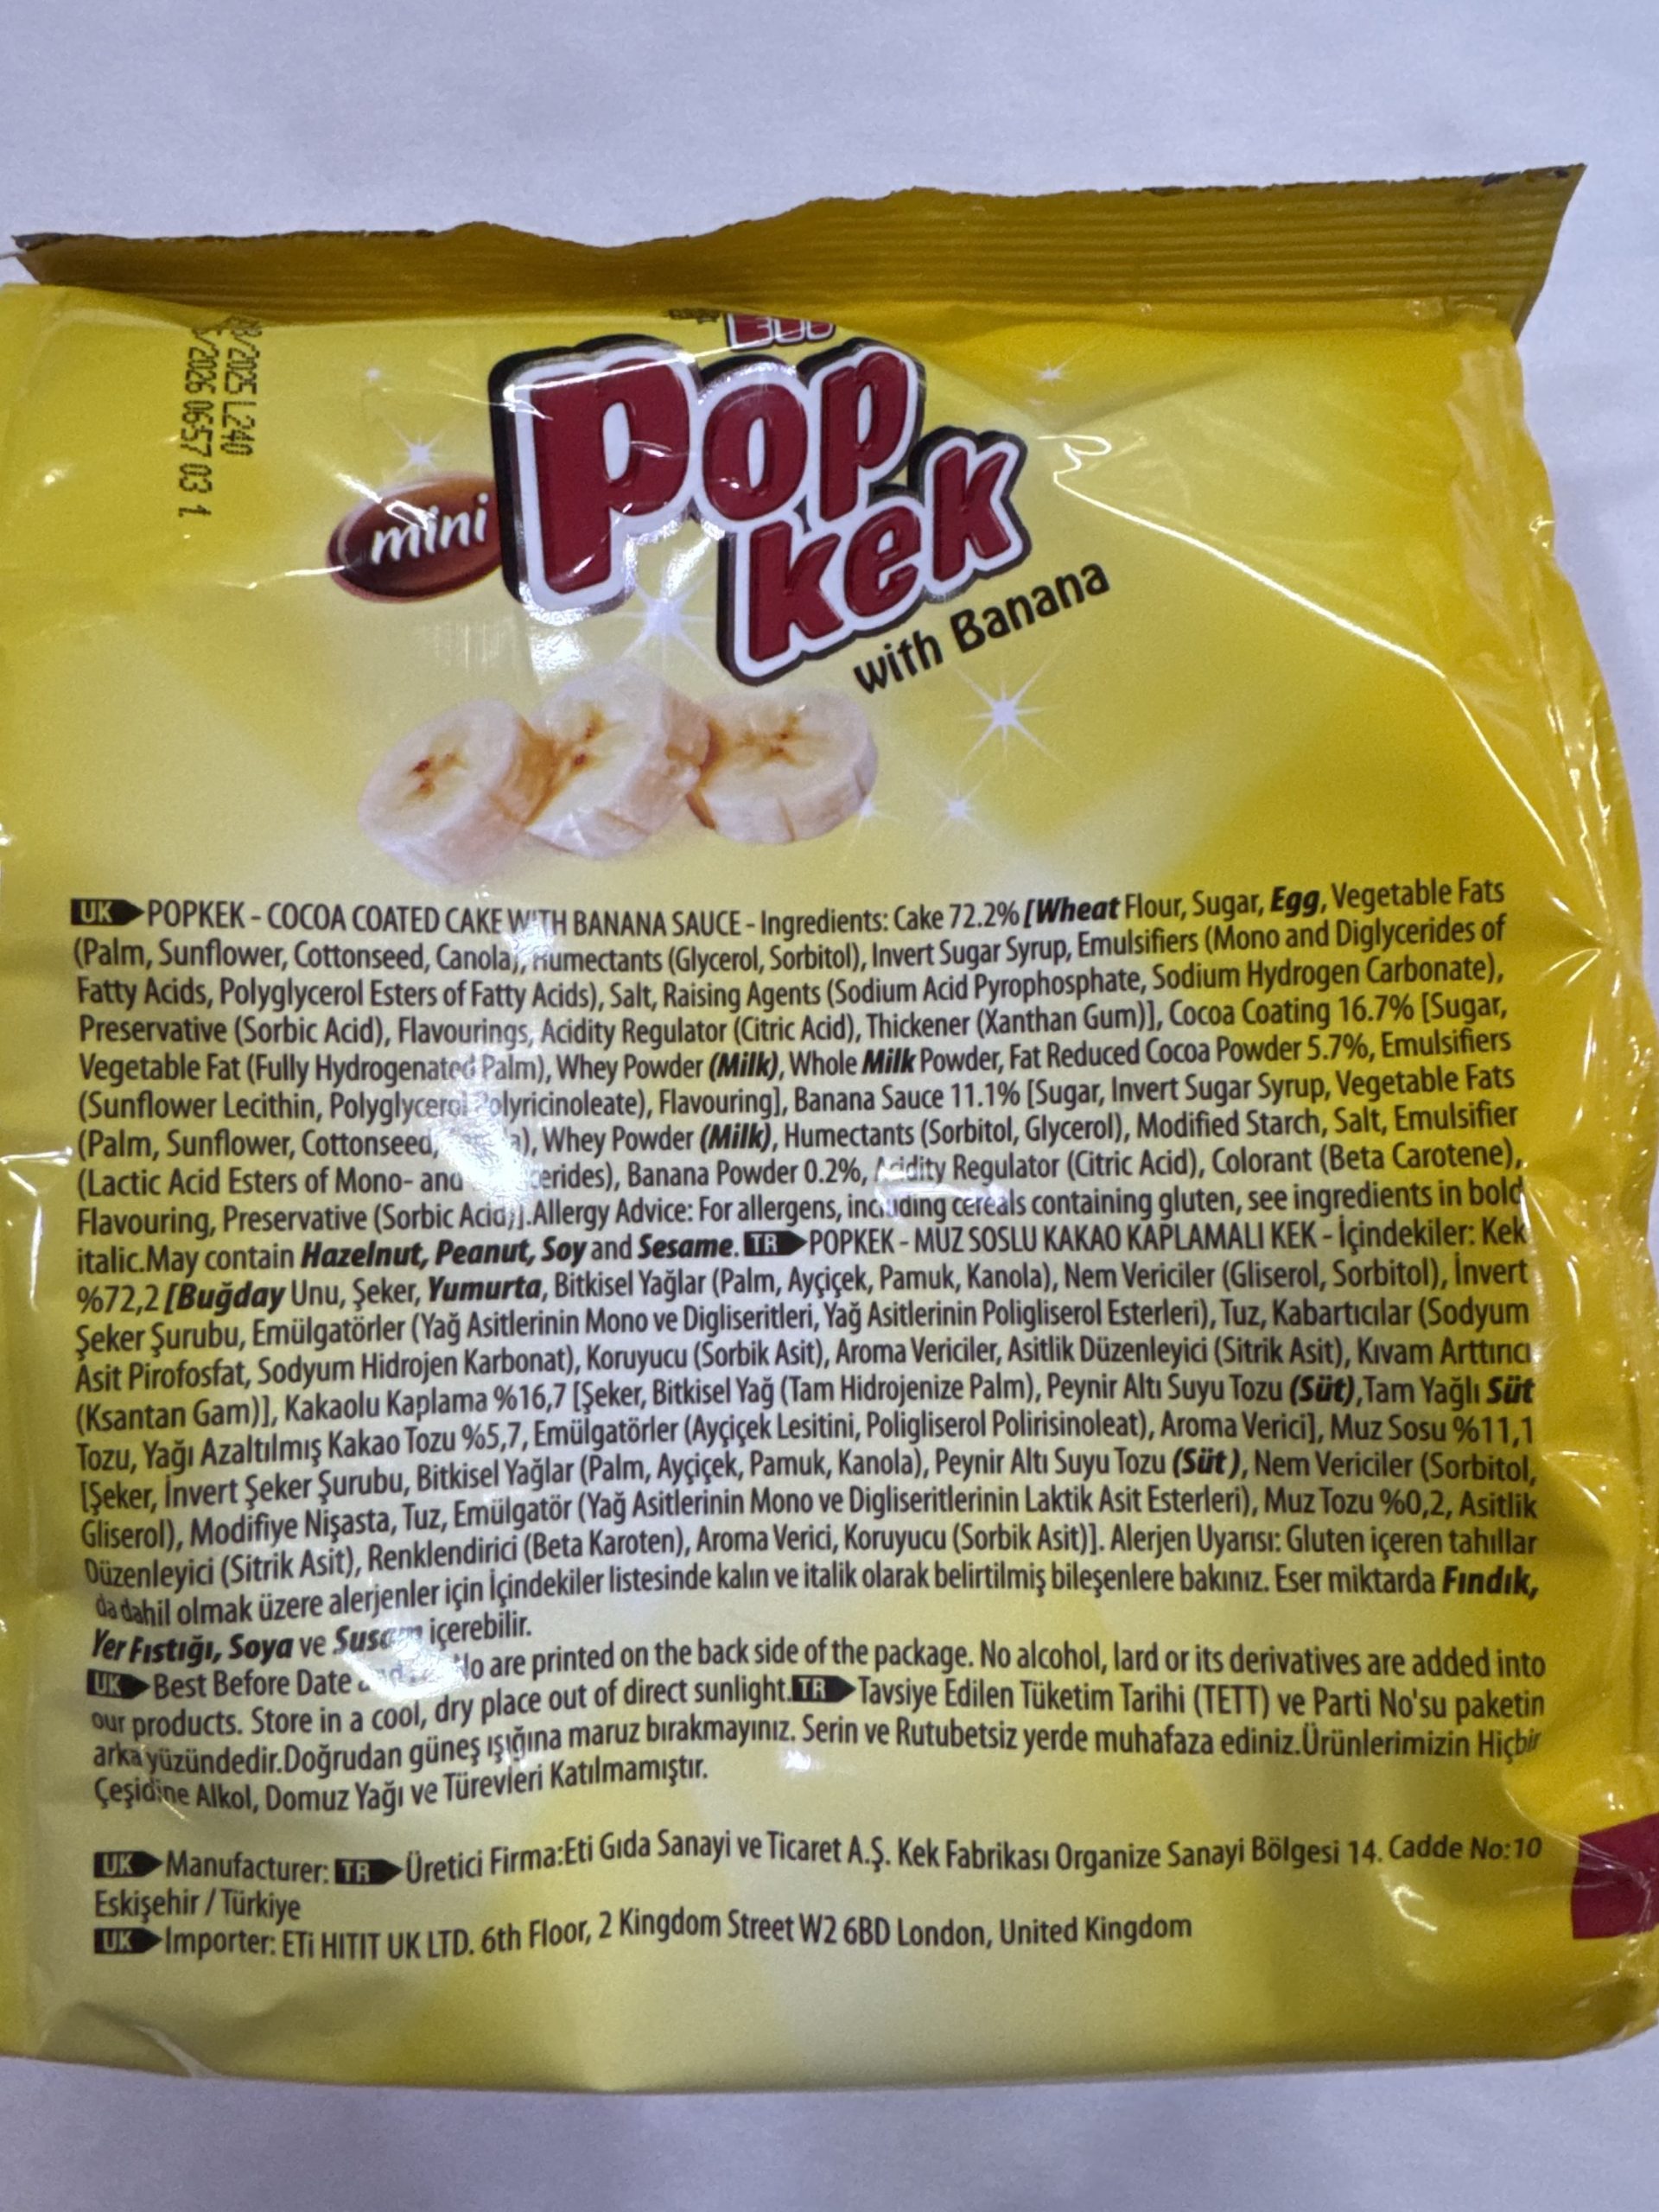 8/2025 L240
/2026 0657 03 1.
ETİ
mini
Pop
kek
with Banana
UK POPKEK - COCOA COATED CAKE WITH BANANA SAUCE - Ingredients: Cake 72.2% [Wheat Flour, Sugar, Egg, Vegetable Fats
(Palm, Sunflower, Cottonseed, Canola), Humectants (Glycerol, Sorbitol), Invert Sugar Syrup, Emulsifiers (Mono and Diglycerides of
Fatty Acids, Polyglycerol Esters of Fatty Acids), Salt, Raising Agents (Sodium Acid Pyrophosphate, Sodium Hydrogen Carbonate),
Preservative (Sorbic Acid), Flavourings, Acidity Regulator (Citric Acid), Thickener (Xanthan Gum)], Cocoa Coating 16.7% [Sugar,
Vegetable Fat (Fully Hydrogenated Palm), Whey Powder (Milk), Whole Milk Powder, Fat Reduced Cocoa Powder 5.7%, Emulsifiers
(Sunflower Lecithin, Polyglycerol Polyricinoleate), Flavouring], Banana Sauce 11.1% [Sugar, Invert Sugar Syrup, Vegetable Fats
(Palm, Sunflower, Cottonseed, Whey Powder (Milk), Humectants (Sorbitol, Glycerol), Modified Starch, Salt, Emulsifier
(Lactic Acid Esters of Mono- and Banana Powder 0.2%, Acidity Regulator (Citric Acid), Colorant (Beta Carotene),
Flavouring, Preservative (Sorbic Acid)].Allergy Advice: For allergens, including cereals containing gluten, see ingredients in bold
italic.May contain Hazelnut, Peanut, Soy and Sesame. TR POPKEK - MUZ SOSLU KAKAO KAPLAMALI KEK - İçindekiler: Kek
%72,2 [Buğday Unu, Şeker, Yumurta, Bitkisel Yağlar (Palm, Ayçiçek, Pamuk, Kanola), Nem Vericiler (Gliserol, Sorbitol), İnvert
Şeker Şurubu, Emülgatörler (Yağ Asitlerinin Mono ve Digliseritleri, Yağ Asitlerinin Poligliserol Esterleri), Tuz, Kabartıcılar (Sodyum
Asit Pirofosfat, Sodyum Hidrojen Karbonat), Koruyucu (Sorbik Asit), Aroma Vericiler, Asitlik Düzenleyici (Sitrik Asit), Kıvam Arttırıcı
(Ksantan Gam)], Kakaolu Kaplama %16,7 [Şeker, Bitkisel Yağ (Tam Hidrojenize Palm), Peynir Altı Suyu Tozu (Süt),Tam Yağlı Süt
Tozu, Yağı Azaltılmış Kakao Tozu %5,7, Emülgatörler (Ayçiçek Lesitini, Poligliserol Polirisinoleat), Aroma Verici], Muz Sosu %11,1
[Şeker, İnvert Şeker Şurubu, Bitkisel Yağlar (Palm, Ayçiçek, Pamuk, Kanola), Peynir Altı Suyu Tozu (Süt), Nem Vericiler (Sorbitol,
Gliserol), Modifiye Nişasta, Tuz, Emülgatör (Yağ Asitlerinin Mono ve Digliseritlerinin Laktik Asit Esterleri), Muz Tozu %0,2, Asitlik
Düzenleyici (Sitrik Asit), Renklendirici (Beta Karoten), Aroma Verici, Koruyucu (Sorbik Asit)]. Alerjen Uyarısı: Gluten içeren tahıllar
da dahil olmak üzere alerjenler için İçindekiler listesinde kalın ve italik olarak belirtilmiş bileşenlere bakınız. Eser miktarda Fındık,
Yer Fıstığı, Soya ve Susam içerebilir.
UK Best Before Date No are printed on the back side of the package. No alcohol, lard or its derivatives are added into
our products. Store in a cool, dry place out of direct sunlight. TR Tavsiye Edilen Tüketim Tarihi (TETT) ve Parti No'su paketin
arka yüzündedir.Doğrudan güneş ışığına maruz bırakmayınız. Serin ve Rutubetsiz yerde muhafaza ediniz.Ürünlerimizin Hiçbir
Çeşidine Alkol, Domuz Yağı ve Türevleri Katılmamıştır.
UK Manufacturer: TR Üretici Firma:Eti Gıda Sanayi ve Ticaret A.Ş. Kek Fabrikası Organize Sanayi Bölgesi 14. Cadde No:10
Eskişehir / Türkiye
UK Importer: ETİ HITIT UK LTD. 6th Floor, 2 Kingdom Street W2 6BD London, United Kingdom